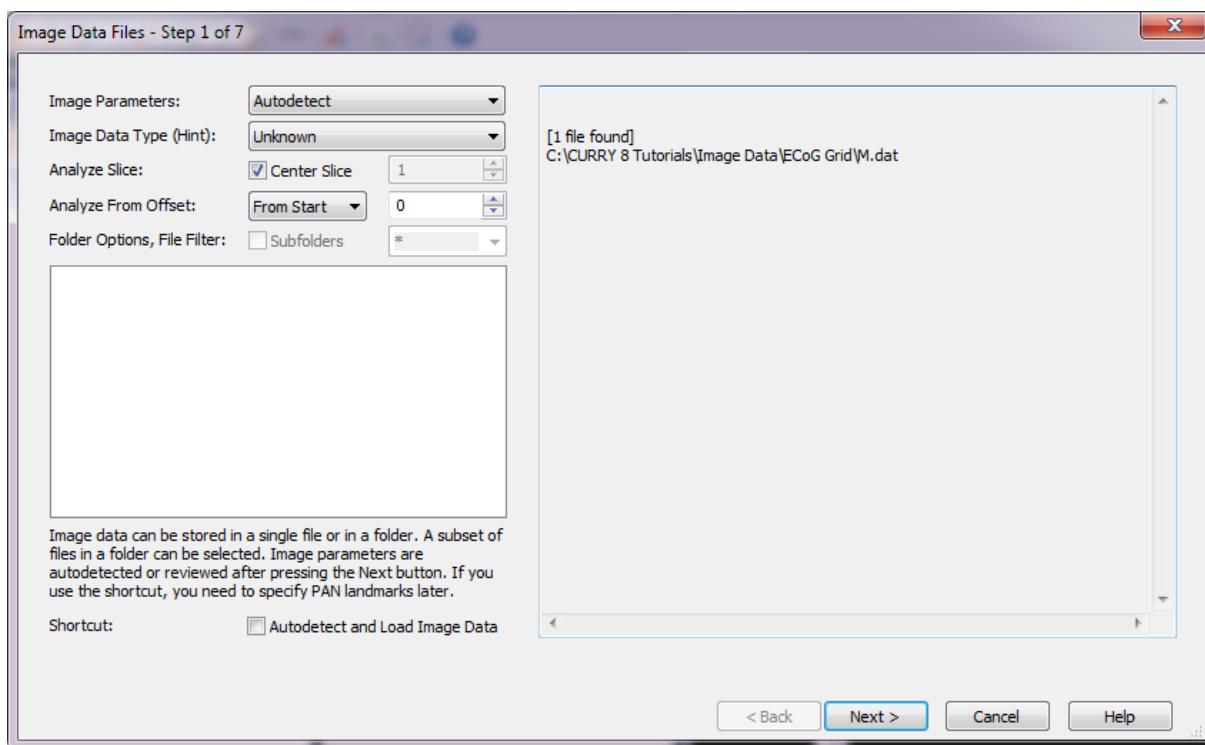 Image Data Files - Step 1 of 7
Image Parameters: Autodetect
Image Data Type (Hint): Unknown
Analyze Slice: Center Slice 1
Analyze From Offset: From Start 0
Folder Options, File Filter: Subfolders *
[1 file found]
C:\CURRY 8 Tutorials\Image Data\ECoG Grid\M.dat
Image data can be stored in a single file or in a folder. A subset of
files in a folder can be selected. Image parameters are
autodetected or reviewed after pressing the Next button. If you
use the shortcut, you need to specify PAN landmarks later.
Shortcut: Autodetect and Load Image Data
< Back Next > Cancel Help